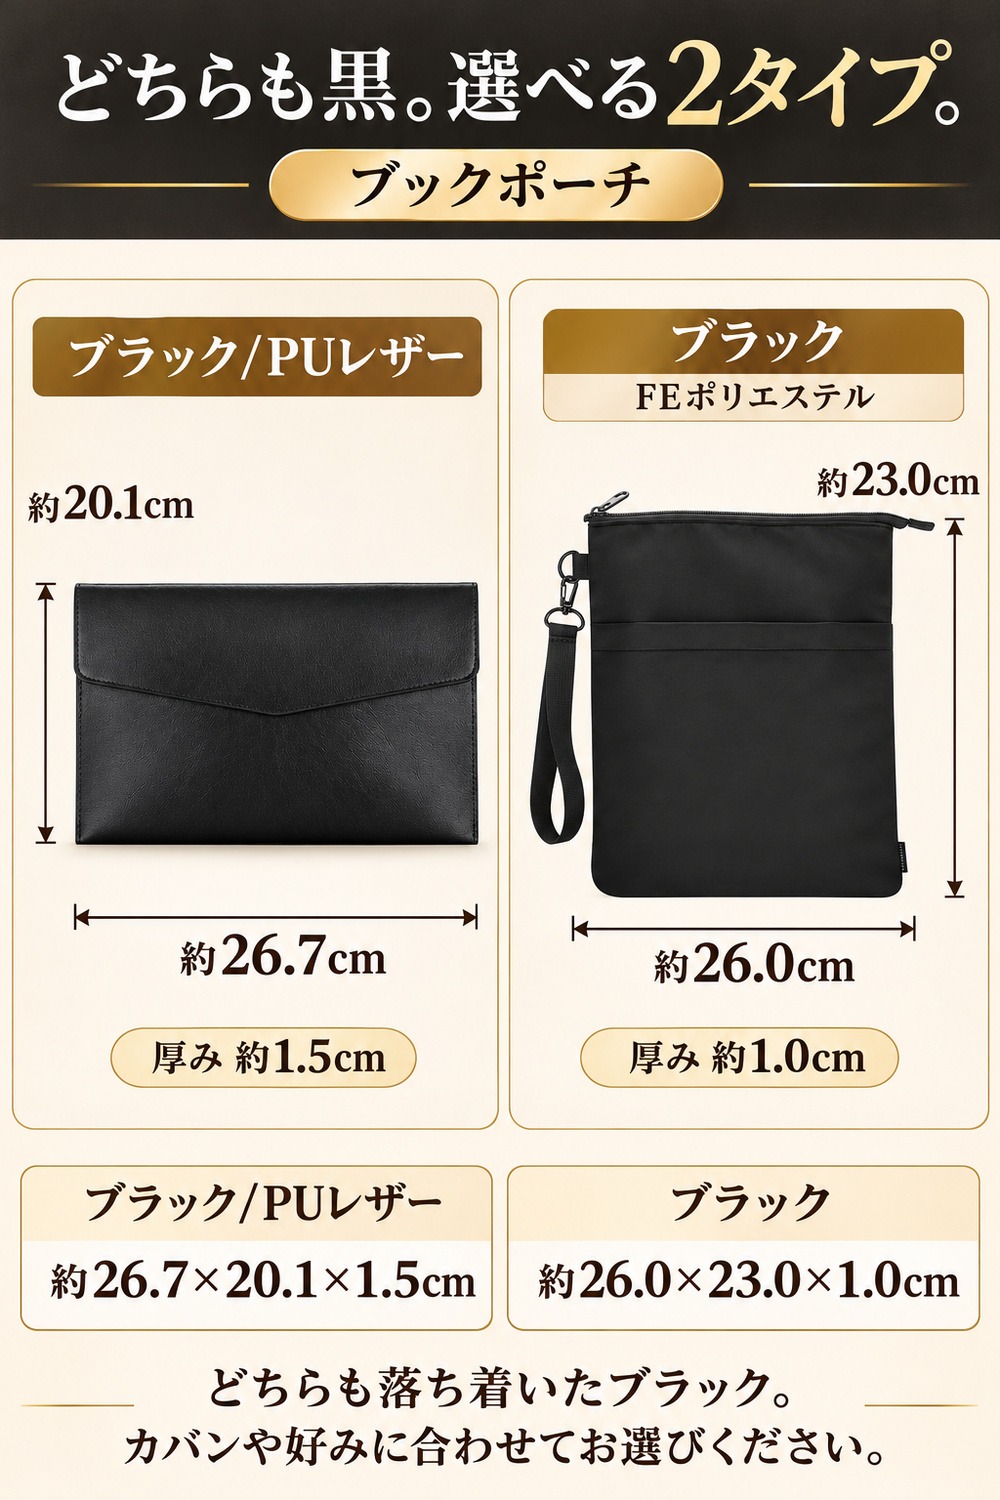 どちらも黒。選べる2タイプ。
ブックポーチ
ブラック/PUレザー
約20.1cm
約26.7cm
厚み 約1.5cm
ブラック
FEポリエステル
約23.0cm
約26.0cm
厚み 約1.0cm
ブラック/PUレザー
約26.7×20.1×1.5cm
ブラック
約26.0×23.0×1.0cm
どちらも落ち着いたブラック。
カバンや好みに合わせてお選びください。